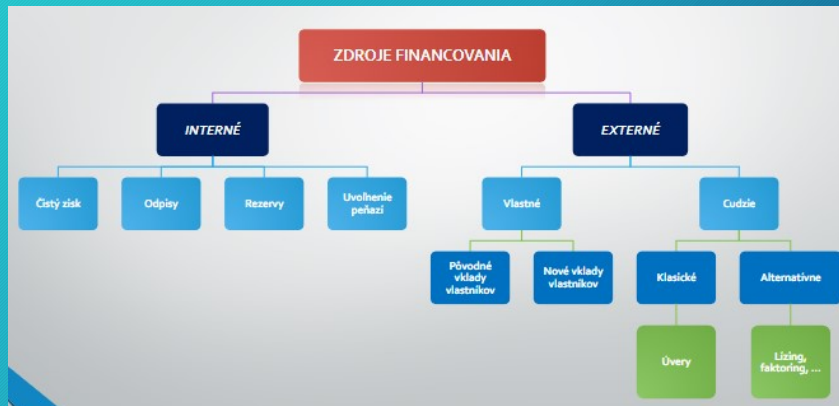 ZDROJE FINANCOVANIA
INTERNÉ
EXTERNÉ
Čistý zisk
Odpisy
Rezervy
Uvoľnenie
peňazí
Vlastné
Cudzie
Pôvodné
vklady
vlastníkov
Nové vklady
vlastníkov
Klasické
Alternatívne
Úvery
Lízing,
faktoring, ...